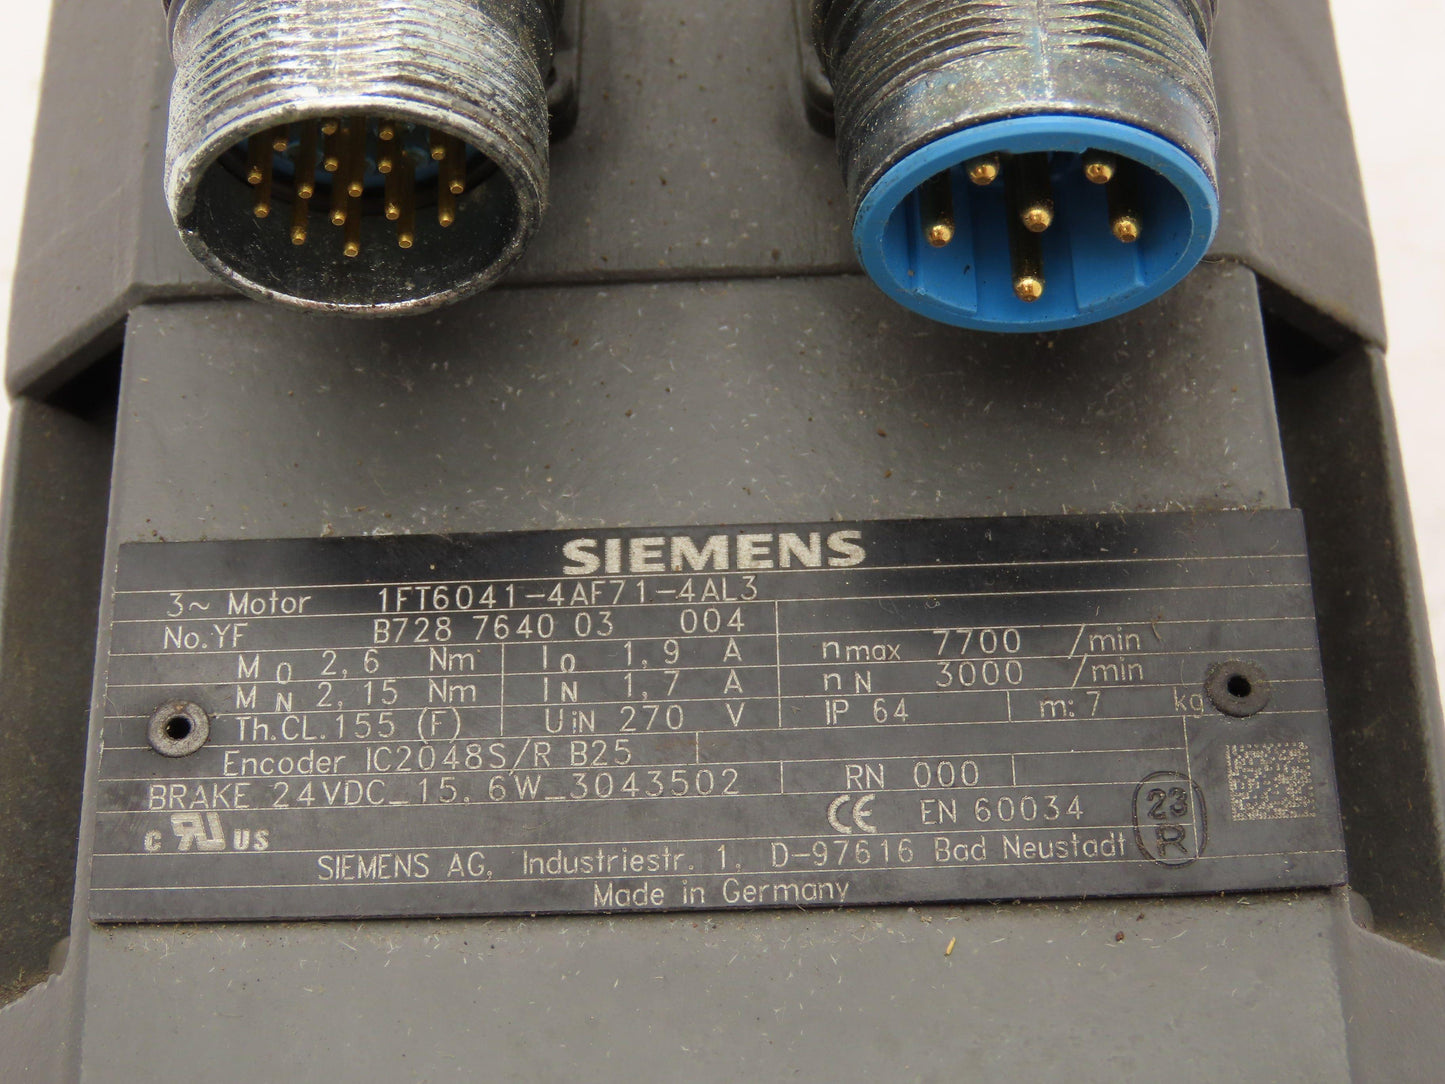 SIEMENS
3~ Motor 1FT6041-4AF71-4AL3
No.YF B728 7640 03 004
M0 2,6 Nm I0 1,9 A nmax 7700 /min
MN 2,15 Nm IN 1,7 A nN 3000 /min
Th.CL.155 (F) UiN 270 V IP 64 m: 7 kg
Encoder IC2048S/R B25
BRAKE 24VDC_15,6W_3043502 RN 000
c RU US CE EN 60034 23 R
SIEMENS AG, Industriestr. 1, D-97616 Bad Neustadt
Made in Germany